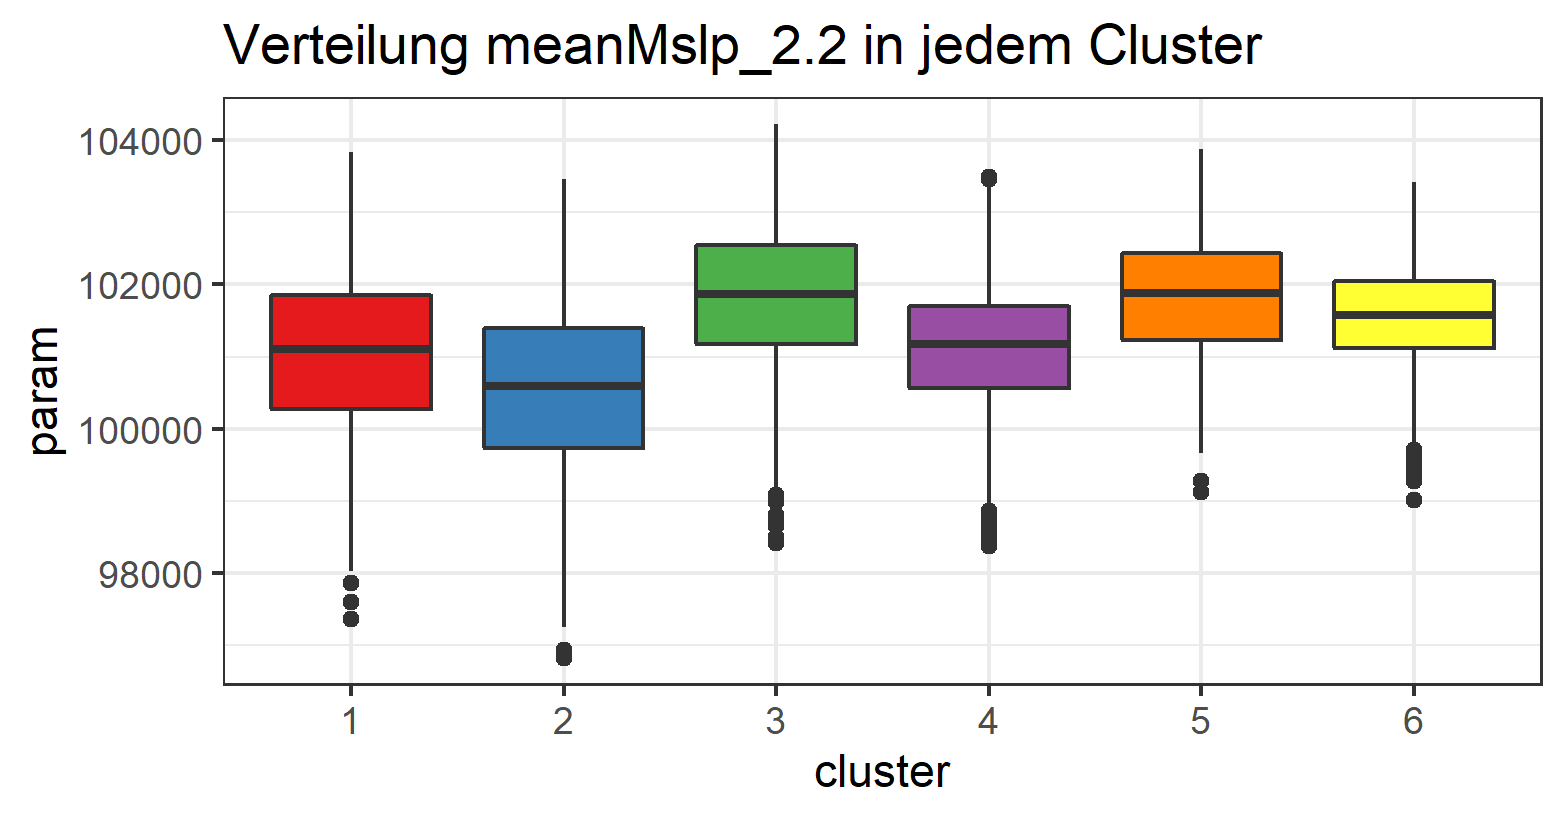 Verteilung meanMslp_2.2 in jedem Cluster
104000
102000
100000
98000
param
1 2 3 4 5 6
cluster